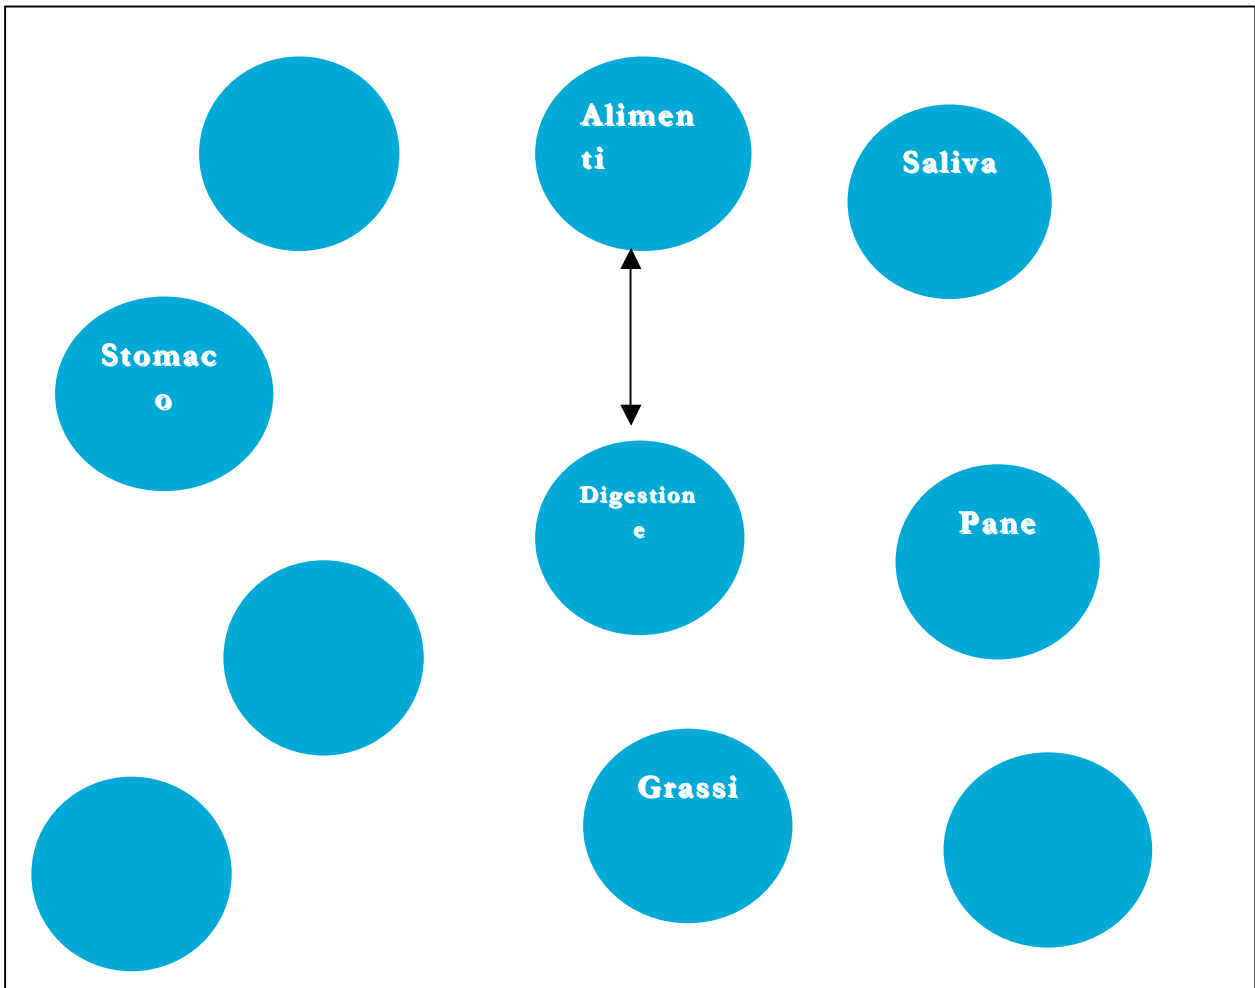 Alimen
ti
Saliva
Stomac
o
Digestion
e
Pane
Grassi